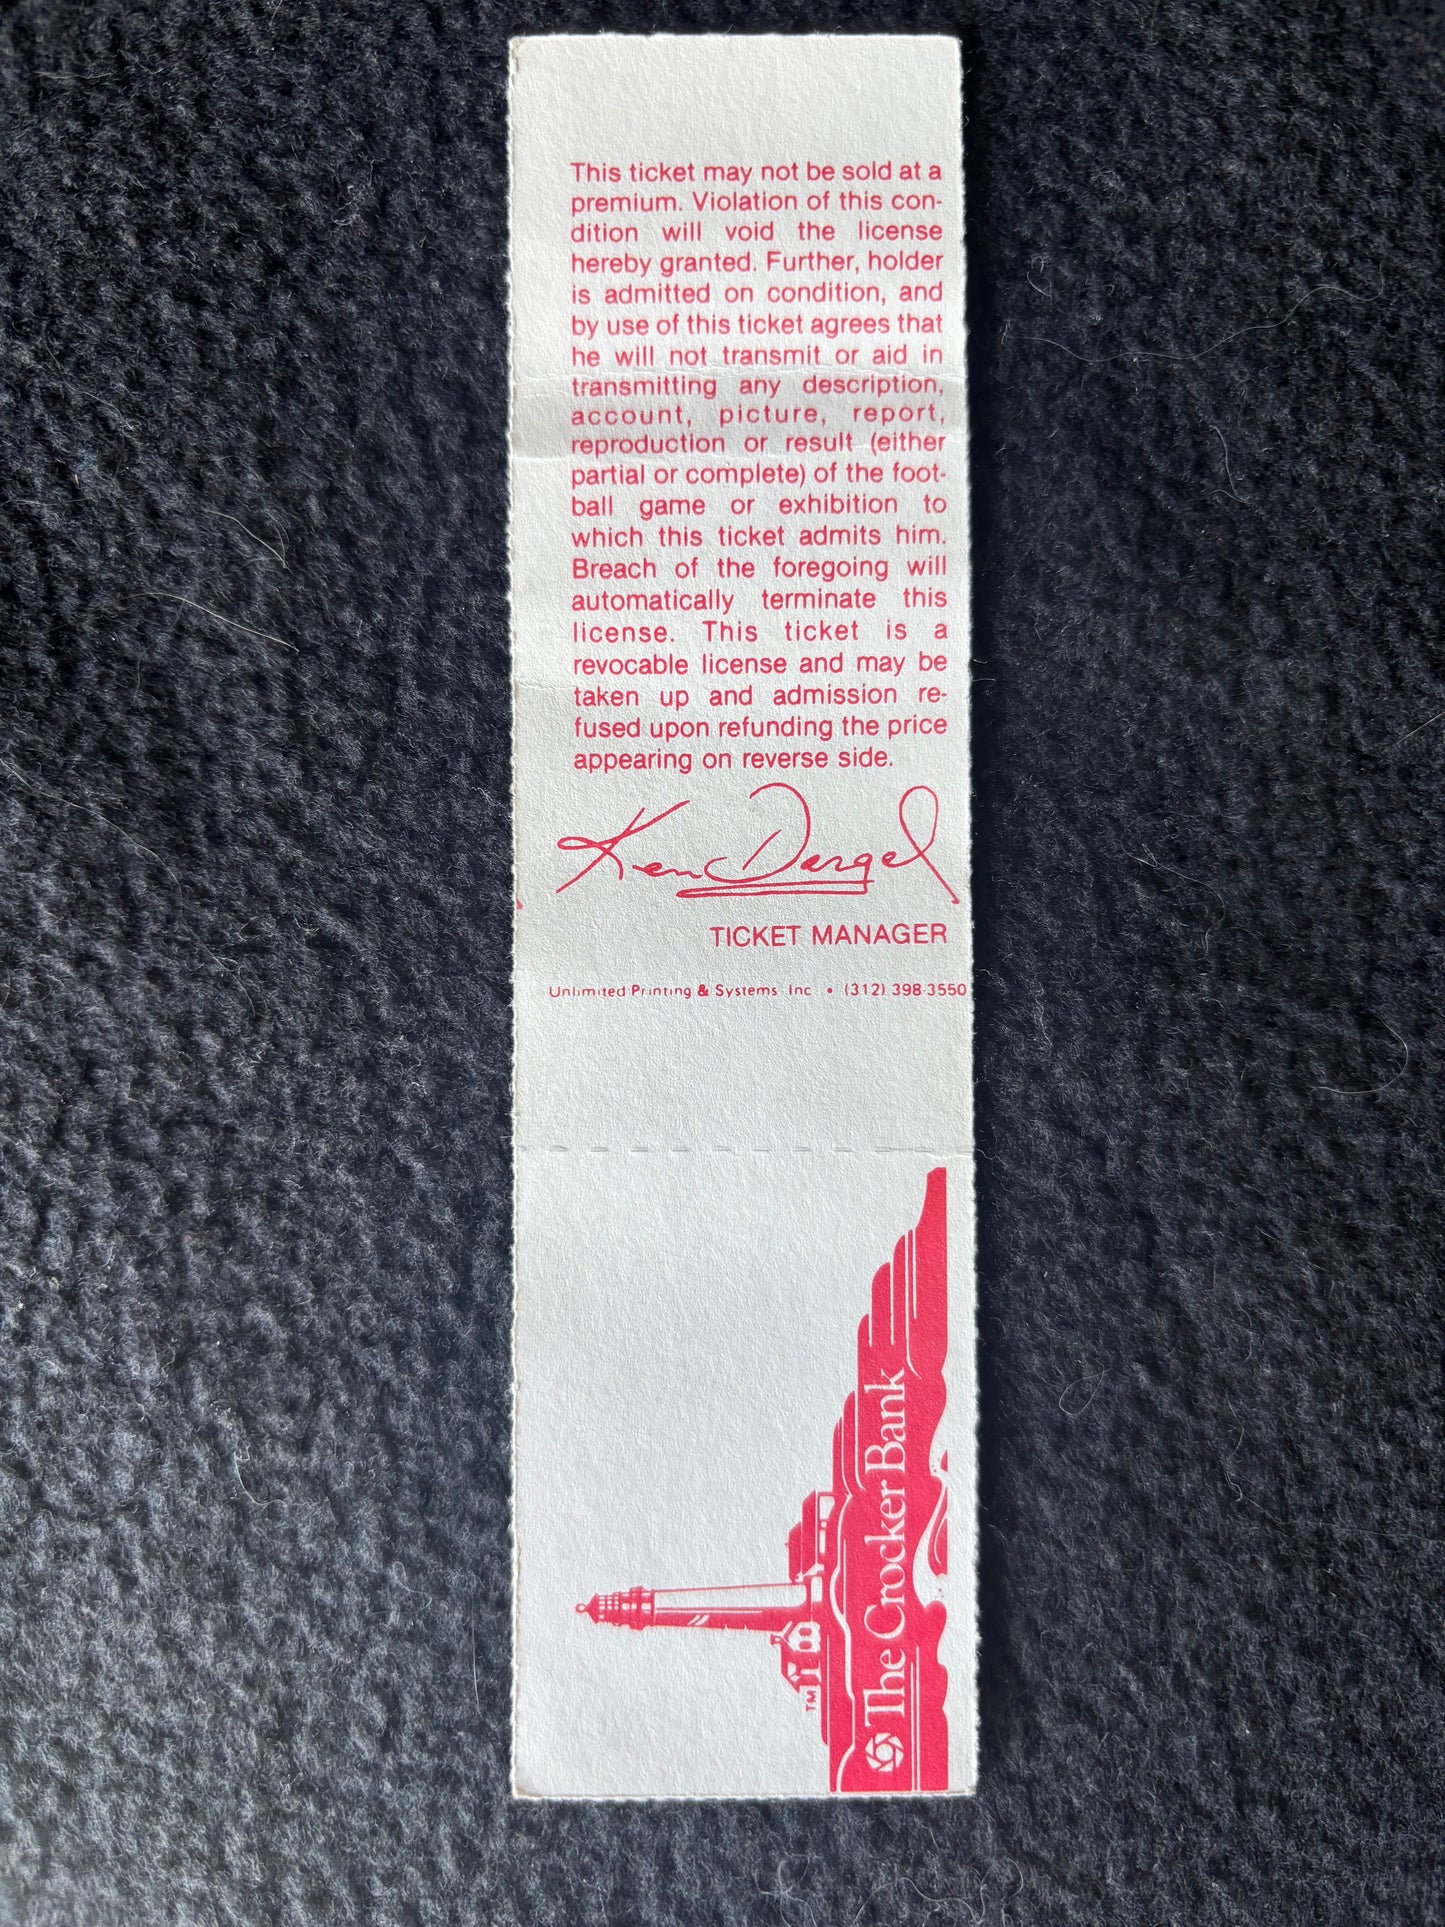 This ticket may not be sold at a
premium. Violation of this con-
dition will void the license
hereby granted. Further, holder
is admitted on condition, and
by use of this ticket agrees that
he will not transmit or aid in
transmitting any description,
account, picture, report,
reproduction or result (either
partial or complete) of the foot-
ball game or exhibition to
which this ticket admits him.
Breach of the foregoing will
automatically terminate this
license. This ticket is a
revocable license and may be
taken up and admission re-
fused upon refunding the price
appearing on reverse side.
Ken Dargel
TICKET MANAGER
Unlimited Printing & Systems Inc • (312) 398-3550
TM
The Crocker Bank